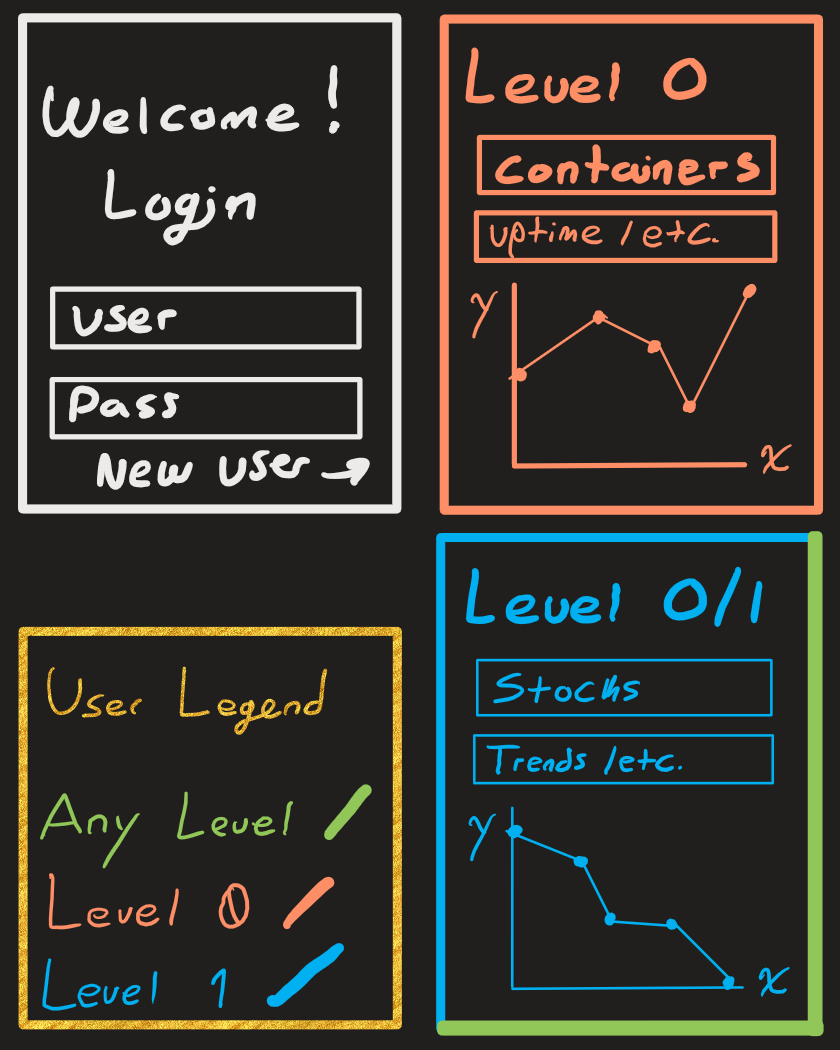 Welcome!
Login
User
Pass
New User →
Level 0
Containers
Uptime / etc.
y
x
User Legend
Any Level
Level 0
Level 1
Level 0/1
Stocks
Trends / etc.
y
x